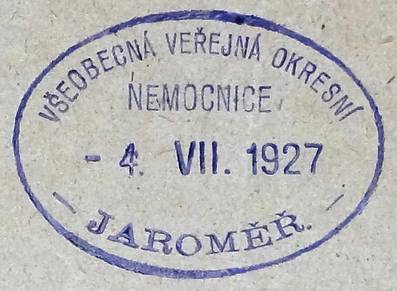 VŠEOBECNÁ VEŘEJNÁ OKRESNÍ
NEMOCNICE
- 4. VII. 1927
- JAROMĚŘ. -